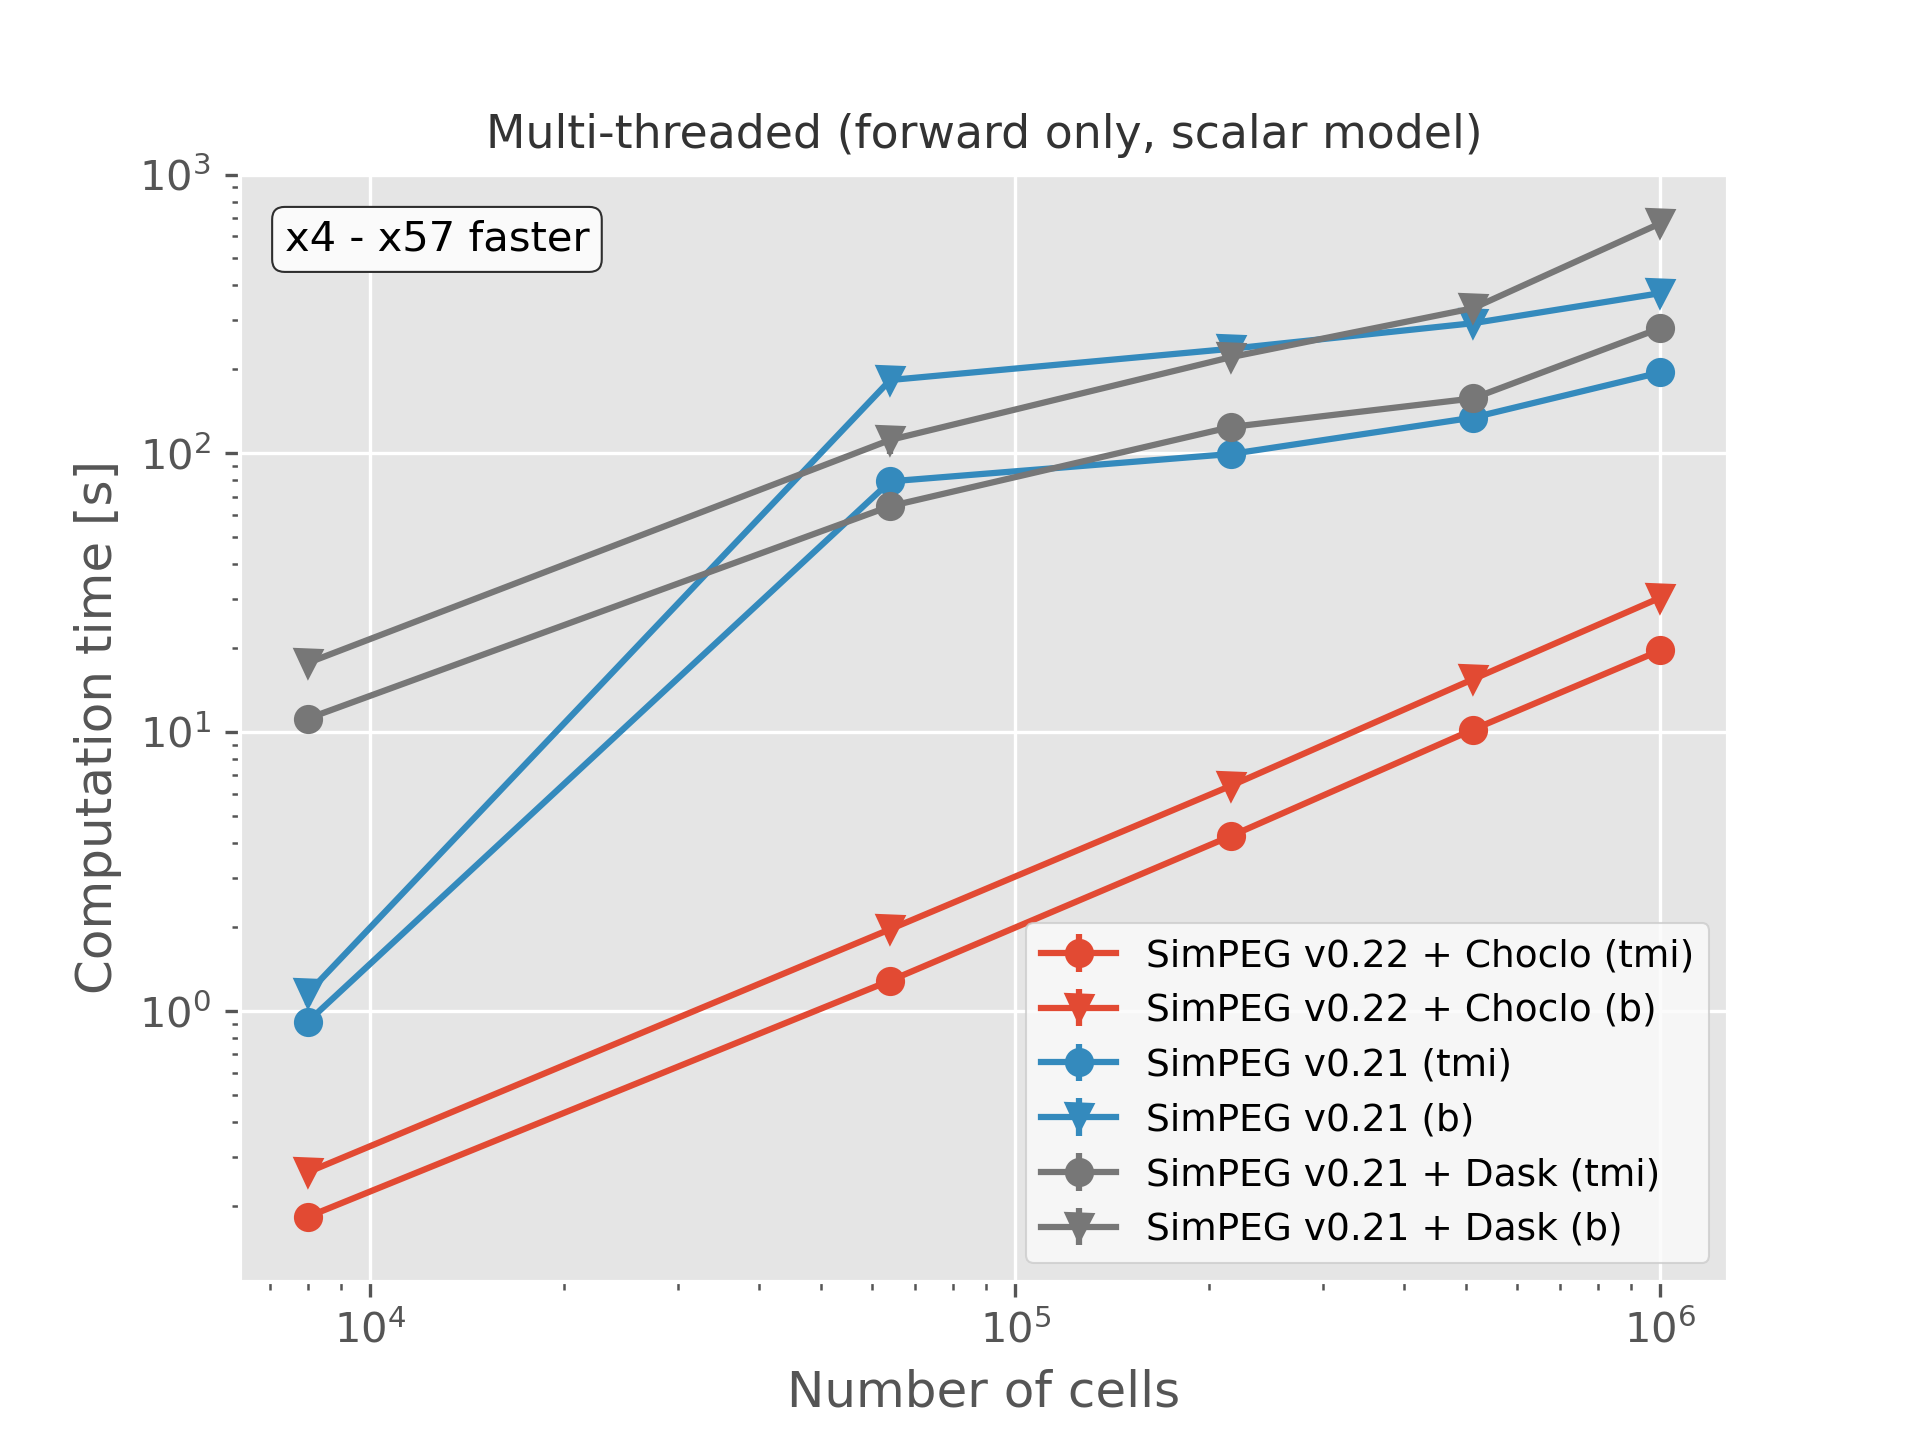 Multi-threaded (forward only, scalar model)
x4 - x57 faster
10³
10²
10¹
10⁰
Computation time [s]
SimPEG v0.22 + Choclo (tmi)
SimPEG v0.22 + Choclo (b)
SimPEG v0.21 (tmi)
SimPEG v0.21 (b)
SimPEG v0.21 + Dask (tmi)
SimPEG v0.21 + Dask (b)
10⁴ 10⁵ 10⁶
Number of cells